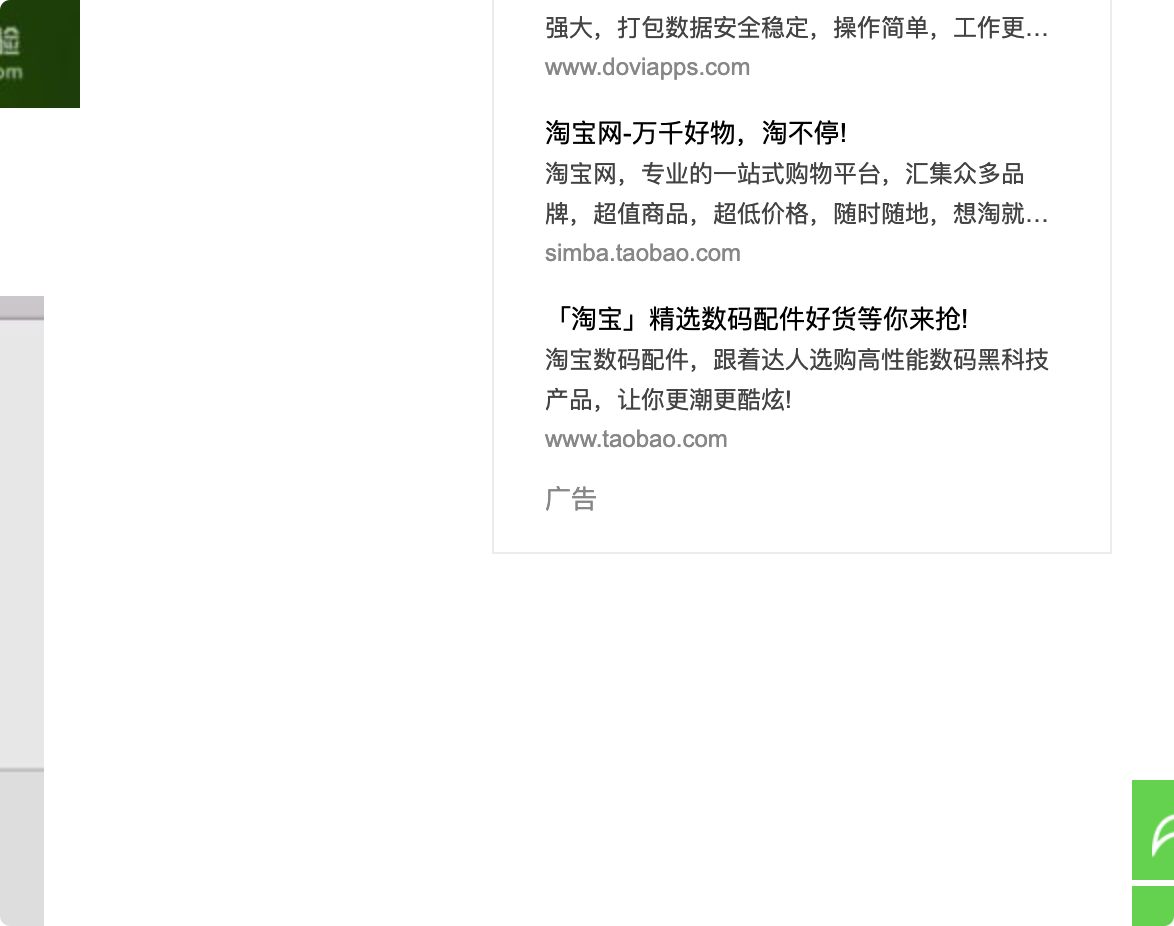 验
om
强大，打包数据安全稳定，操作简单，工作更...
www.doviapps.com
淘宝网-万千好物，淘不停!
淘宝网，专业的一站式购物平台，汇集众多品
牌，超值商品，超低价格，随时随地，想淘就...
simba.taobao.com
「淘宝」精选数码配件好货等你来抢!
淘宝数码配件，跟着达人选购高性能数码黑科技
产品，让你更潮更酷炫!
www.taobao.com
广告